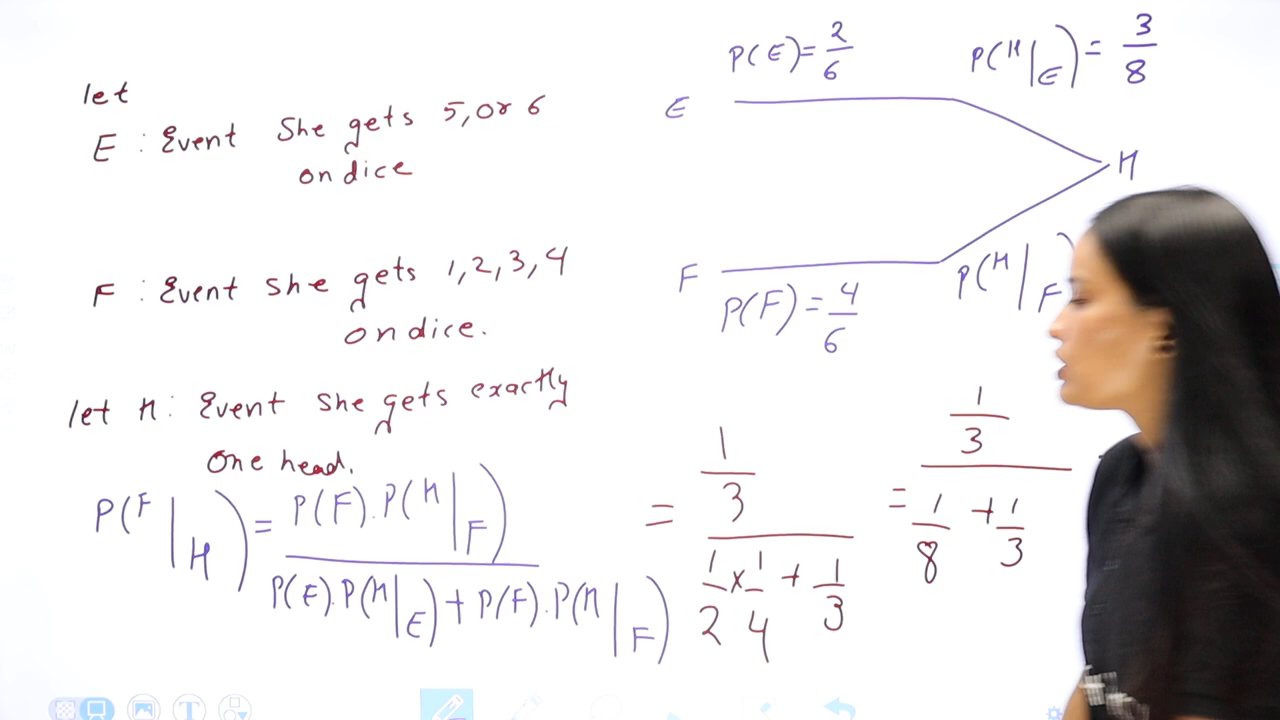 let
E : Event She gets 5, or 6
on dice
F : Event she gets 1, 2, 3, 4
on dice.
let H : Event she gets exactly
One head.
P(F|H) = P(F).P(H|F) / P(E).P(H|E) + P(F).P(H|F)
= 1/3 / 1/2 × 1/4 + 1/3
= 1/3 / 1/8 + 1/3
P(E) = 2/6
P(H|E) = 3/8
E
H
F
P(F) = 4/6
P(H|F)
T